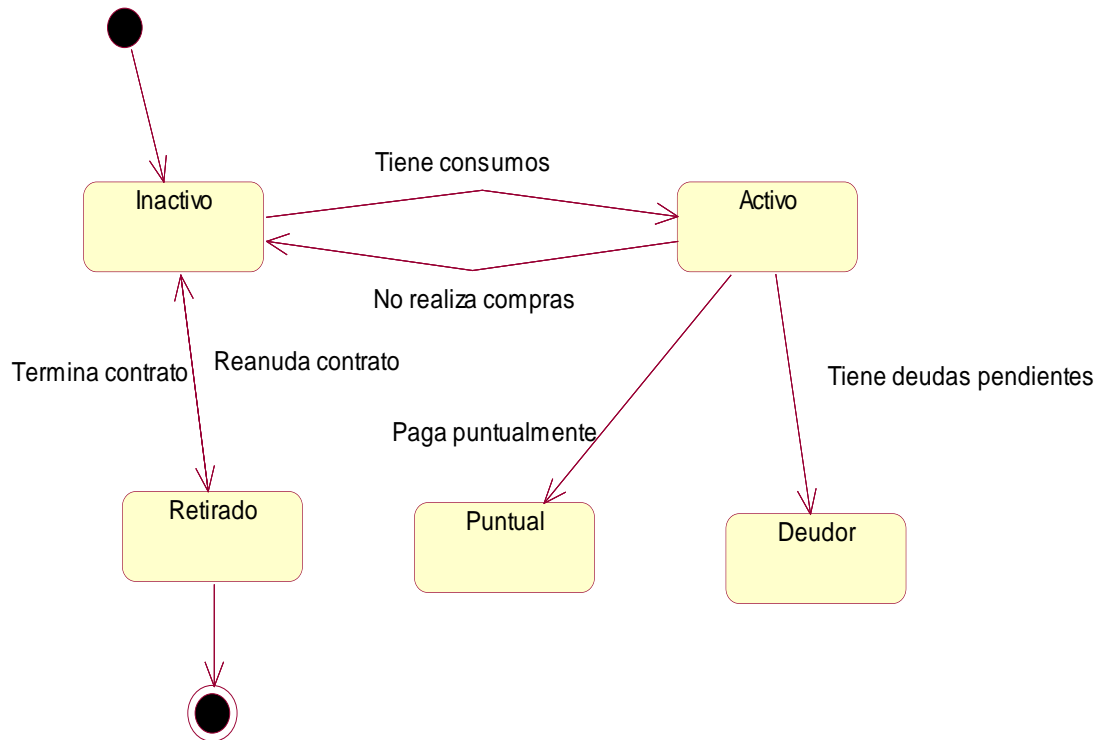 Tiene consumos
Inactivo
Activo
No realiza compras
Termina contrato
Reanuda contrato
Tiene deudas pendientes
Paga puntualmente
Retirado
Puntual
Deudor